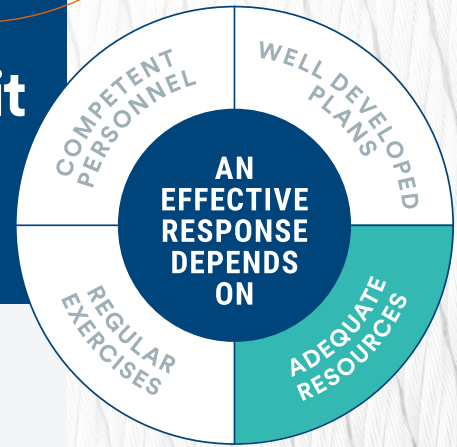 it
COMPETENT
PERSONNEL
WELL DEVELOPED
PLANS
AN
EFFECTIVE
RESPONSE
DEPENDS
ON
REGULAR
EXERCISES
ADEQUATE
RESOURCES